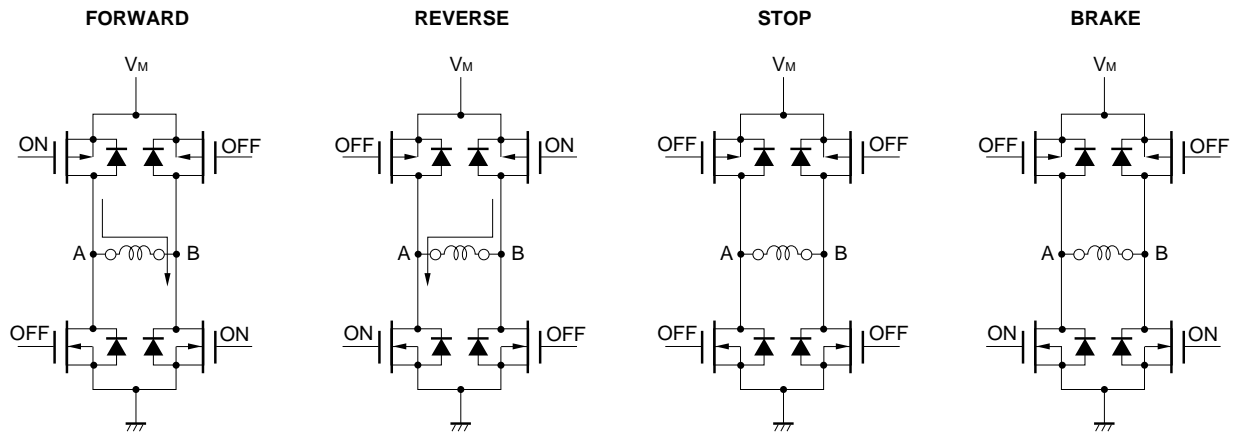 FORWARD REVERSE STOP BRAKE
VM VM VM VM
ON OFF OFF ON OFF OFF OFF OFF
A B A B A B A B
OFF ON ON OFF OFF OFF ON ON